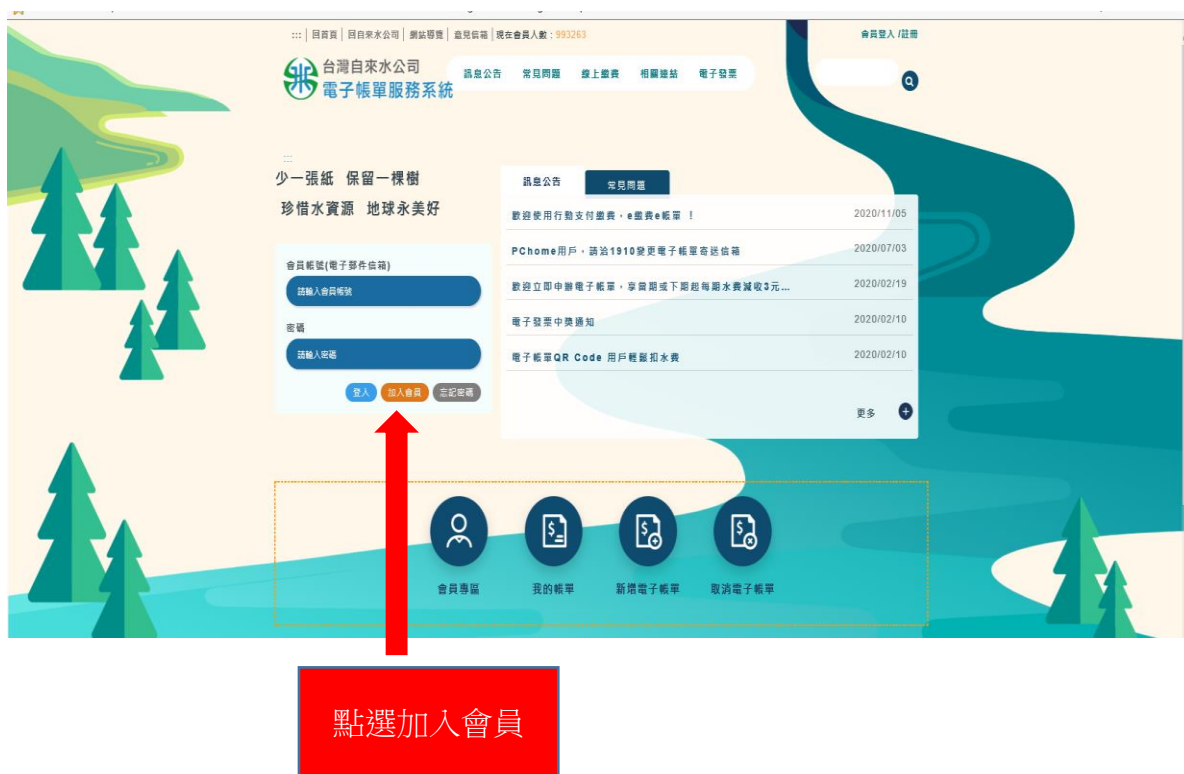 :::│回首頁│回自來水公司│網站導覽│意見信箱│現在會員人數：993263
會員登入 /註冊
台灣自來水公司
電子帳單服務系統
訊息公告 常見問題 線上繳費 相關連結 電子發票
:::
少一張紙 保留一棵樹
珍惜水資源 地球永美好
會員帳號(電子郵件信箱)
請輸入會員帳號
密碼
請輸入密碼
登入 加入會員 忘記密碼
訊息公告 常見問題
歡迎使用行動支付繳費，e繳費e帳單 ！ 2020/11/05
PChome用戶，請洽1910變更電子帳單寄送信箱 2020/07/03
歡迎立即申辦電子帳單，享當期或下期起每期水費減收3元... 2020/02/19
電子發票中獎通知 2020/02/10
電子帳單QR Code 用戶輕鬆扣水費 2020/02/10
更多
會員專區 我的帳單 新增電子帳單 取消電子帳單
點選加入會員